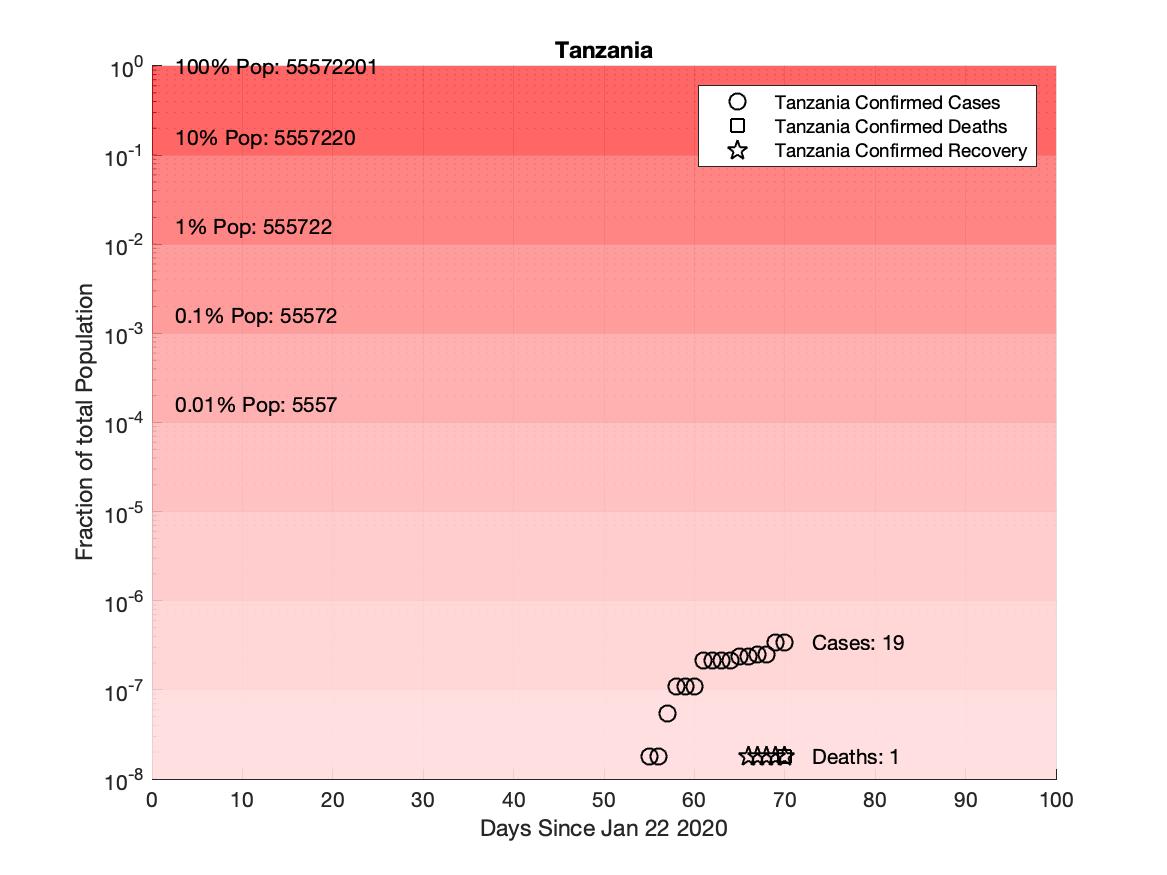 Tanzania
10^0
100% Pop: 55572201
Tanzania Confirmed Cases
Tanzania Confirmed Deaths
Tanzania Confirmed Recovery
10% Pop: 5557220
10^-1
1% Pop: 555722
10^-2
0.1% Pop: 55572
10^-3
0.01% Pop: 5557
10^-4
10^-5
10^-6
10^-7
10^-8
Fraction of total Population
Cases: 19
Deaths: 1
0 10 20 30 40 50 60 70 80 90 100
Days Since Jan 22 2020